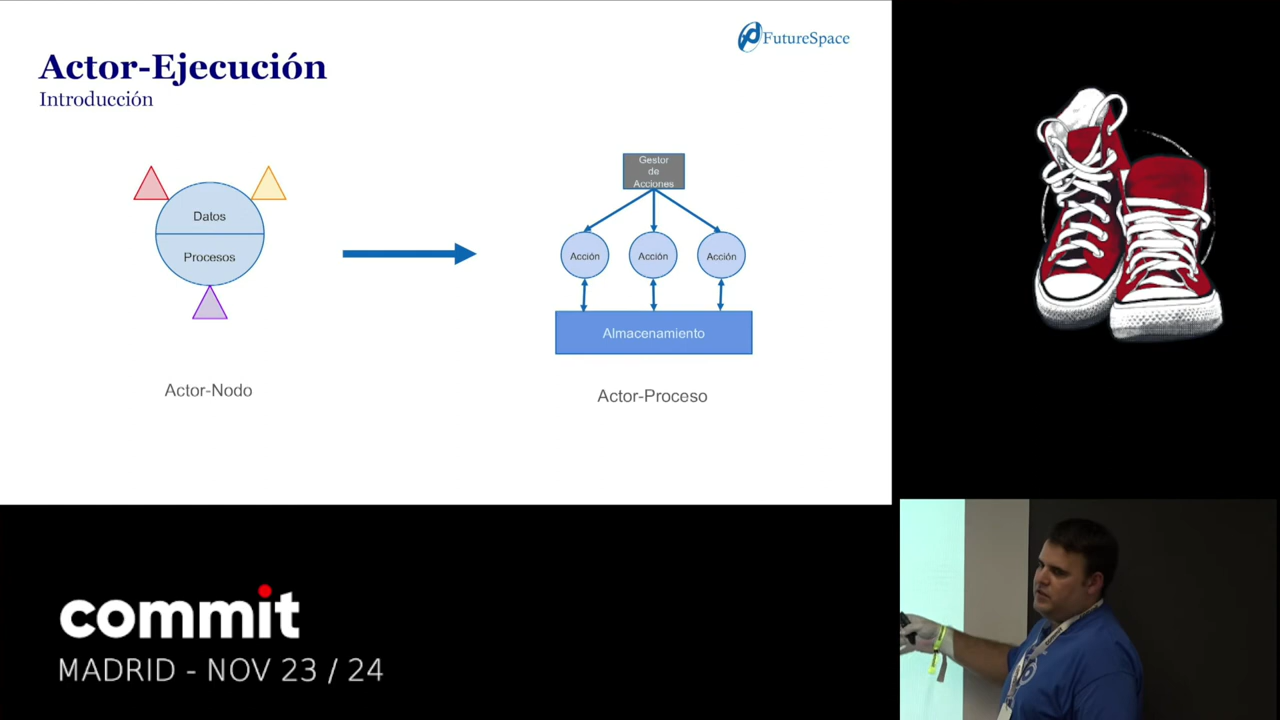 FutureSpace
Actor-Ejecución
Introducción
Datos
Procesos
Actor-Nodo
Gestor
de
Acciones
Acción
Acción
Acción
Almacenamiento
Actor-Proceso
commit
MADRID - NOV 23 / 24